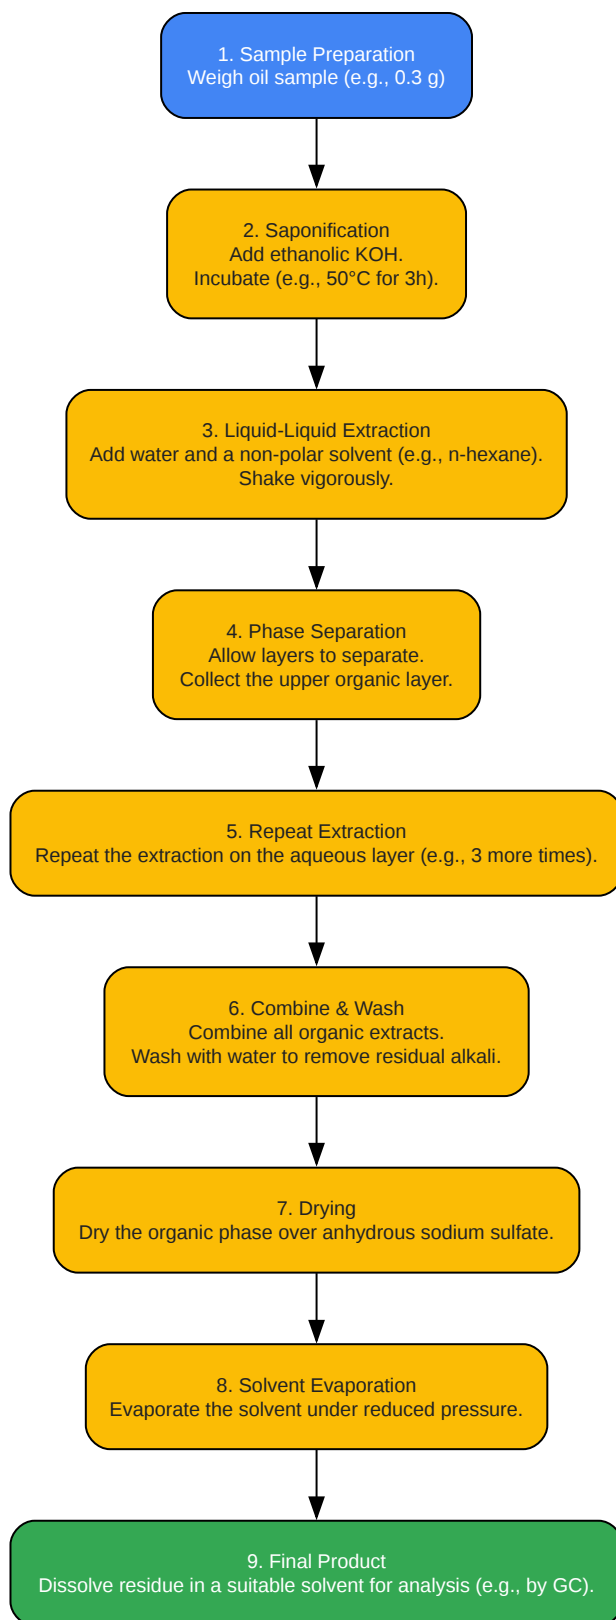 1. Sample Preparation
Weigh oil sample (e.g., 0.3 g)
2. Saponification
Add ethanolic KOH.
Incubate (e.g., 50°C for 3h).
3. Liquid-Liquid Extraction
Add water and a non-polar solvent (e.g., n-hexane).
Shake vigorously.
4. Phase Separation
Allow layers to separate.
Collect the upper organic layer.
5. Repeat Extraction
Repeat the extraction on the aqueous layer (e.g., 3 more times).
6. Combine & Wash
Combine all organic extracts.
Wash with water to remove residual alkali.
7. Drying
Dry the organic phase over anhydrous sodium sulfate.
8. Solvent Evaporation
Evaporate the solvent under reduced pressure.
9. Final Product
Dissolve residue in a suitable solvent for analysis (e.g., by GC).